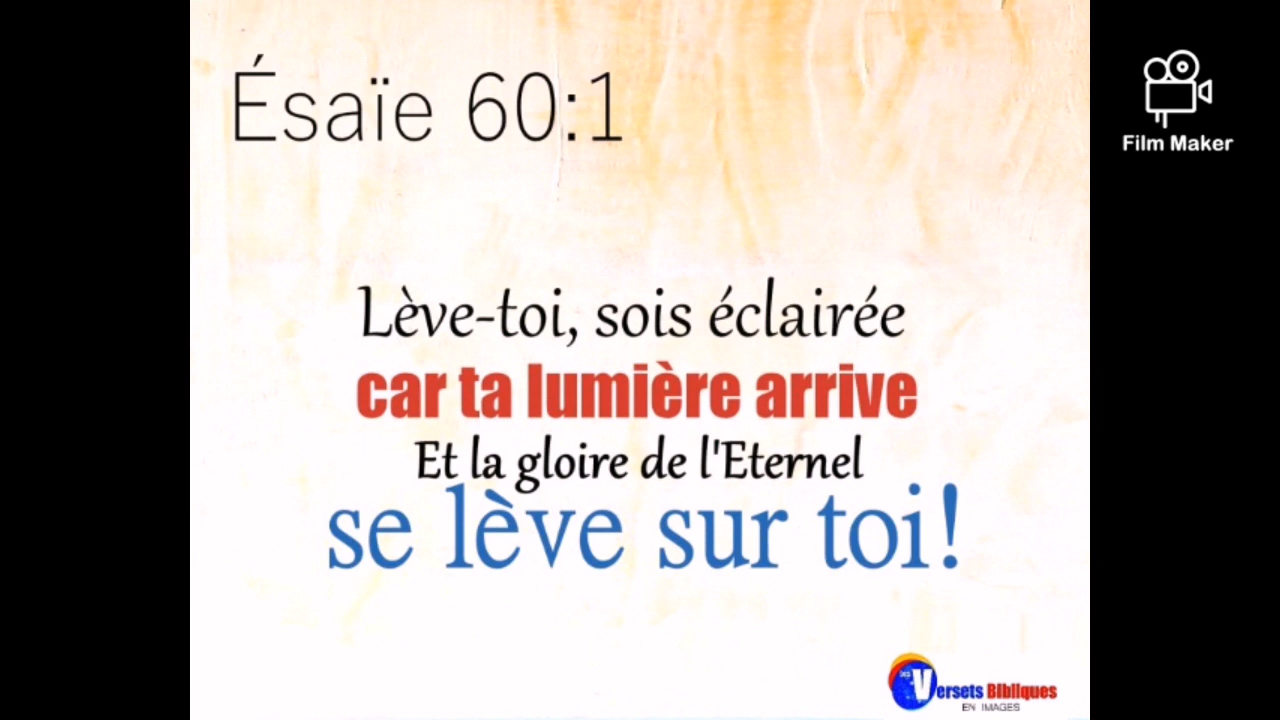 Ésaïe 60:1
Film Maker
Lève-toi, sois éclairée
car ta lumière arrive
Et la gloire de l'Eternel
se lève sur toi!
Versets Bibliques
EN IMAGES